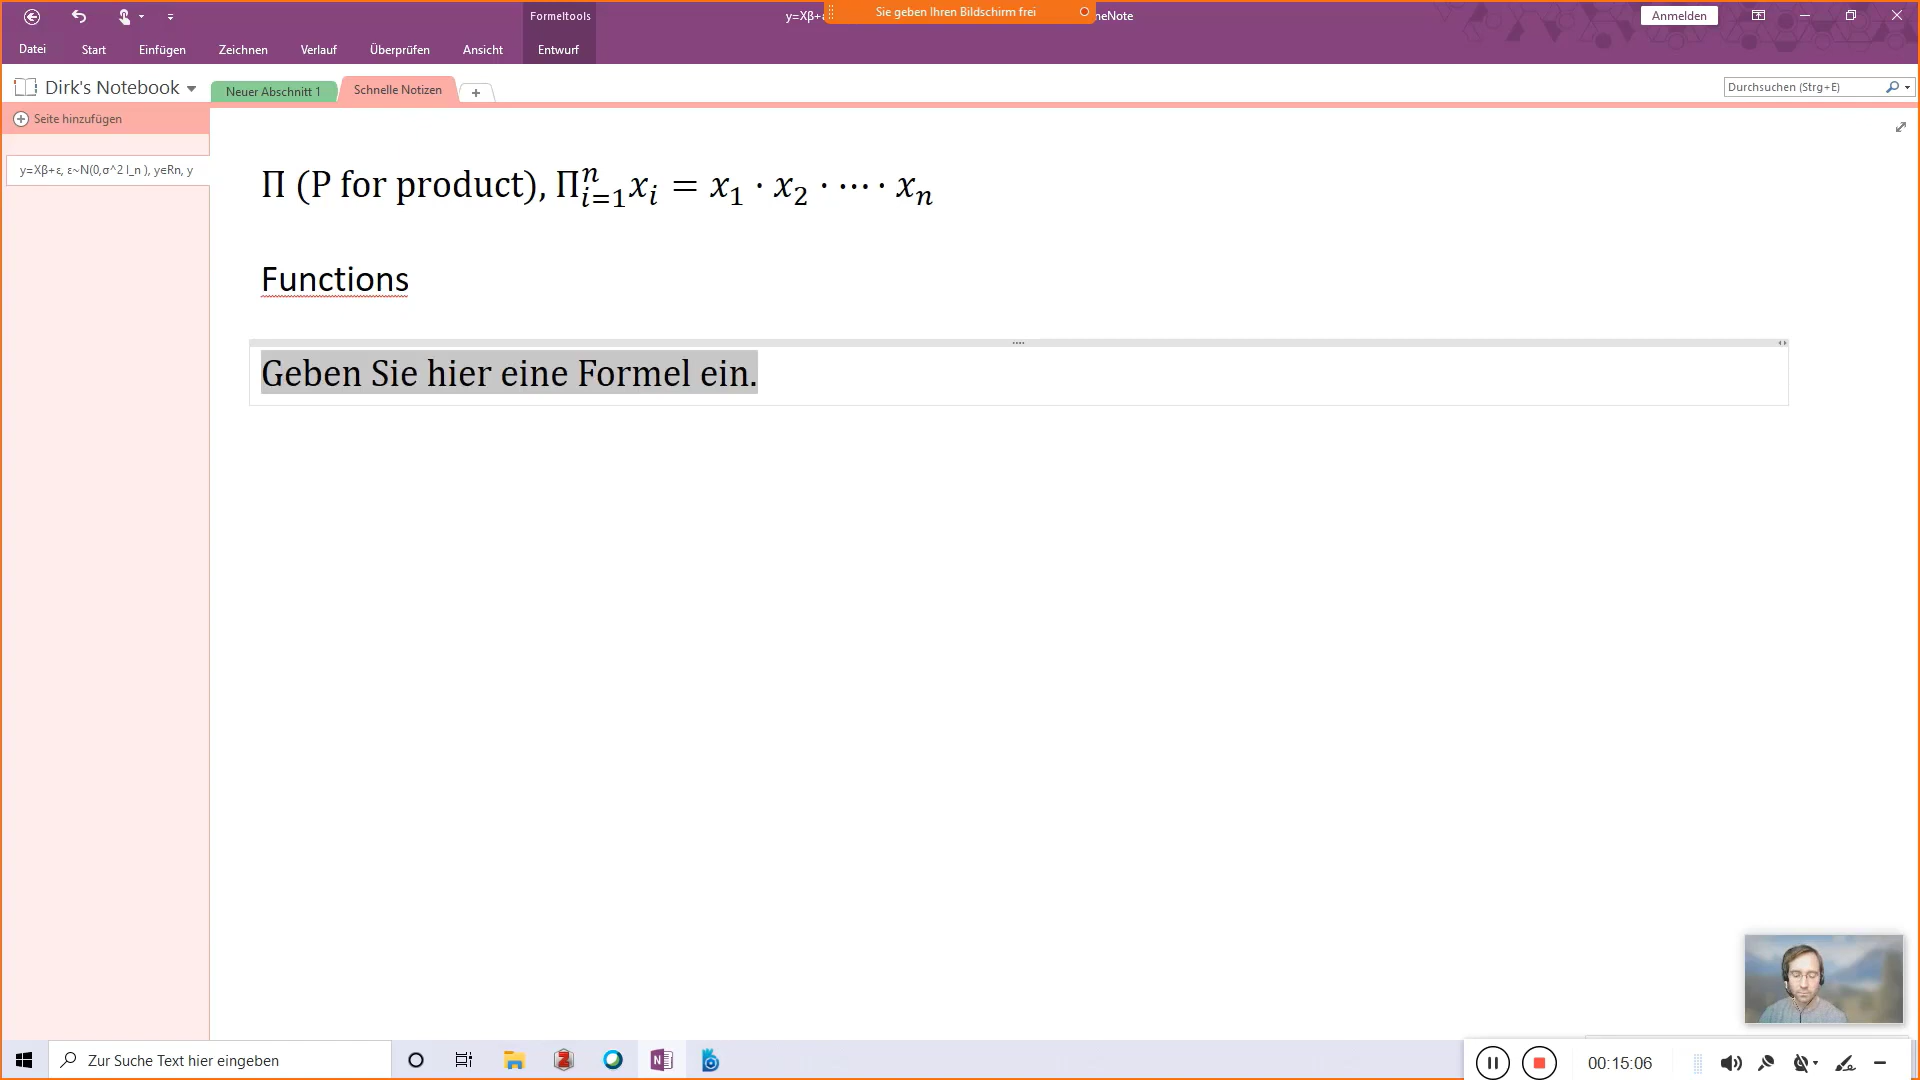 Formeltools
y=Xβ+ε
Sie geben Ihren Bildschirm frei
neNote
Anmelden
Datei
Start
Einfügen
Zeichnen
Verlauf
Überprüfen
Ansicht
Entwurf
Dirk's Notebook
Neuer Abschnitt 1
Schnelle Notizen
Durchsuchen (Strg+E)
Seite hinzufügen
y=Xβ+ε, ε~N(0,σ^2 I_n ), y∈Rn, y
Π (P for product), Π_{i=1}^{n} x_i = x_1 · x_2 · ⋯ · x_n
Functions
Geben Sie hier eine Formel ein.
Zur Suche Text hier eingeben
00:15:06